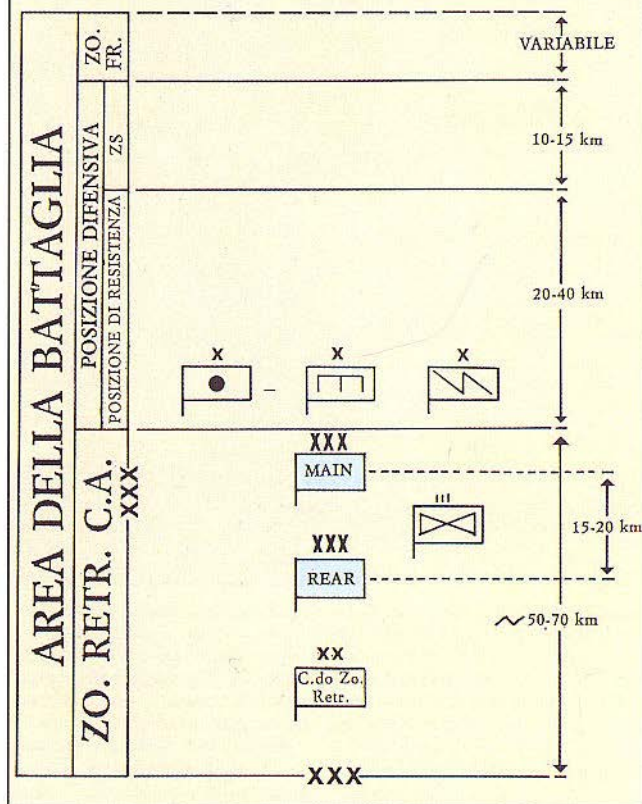 AREA DELLA BATTAGLIA
ZO. FR.
POSIZIONE DIFENSIVA
ZS
POSIZIONE DI RESISTENZA
ZO. RETR. C.A.
VARIABILE
10-15 km
20-40 km
X
X
X
XXX
XXX
MAIN
III
15-20 km
XXX
REAR
50-70 km
XX
C.do Zo.
Retr.
XXX